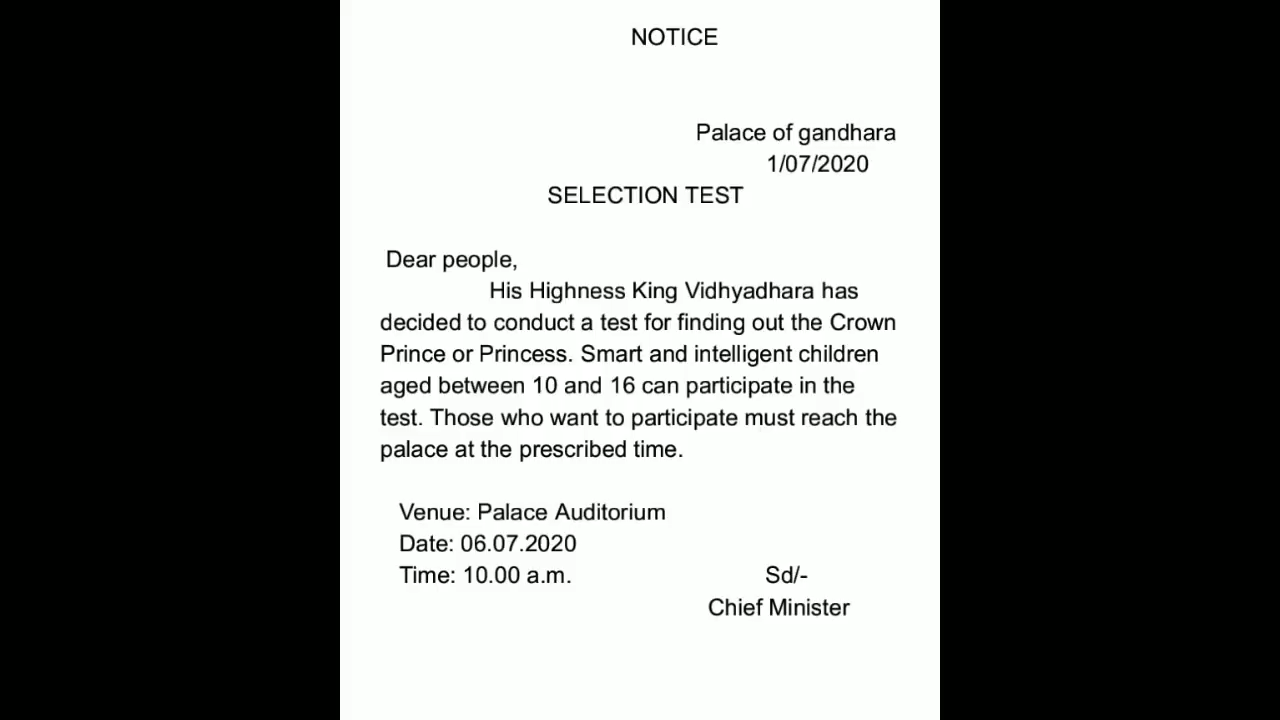 NOTICE
Palace of gandhara
1/07/2020
SELECTION TEST
Dear people,
His Highness King Vidhyadhara has
decided to conduct a test for finding out the Crown
Prince or Princess. Smart and intelligent children
aged between 10 and 16 can participate in the
test. Those who want to participate must reach the
palace at the prescribed time.
Venue: Palace Auditorium
Date: 06.07.2020
Time: 10.00 a.m.
Sd/-
Chief Minister